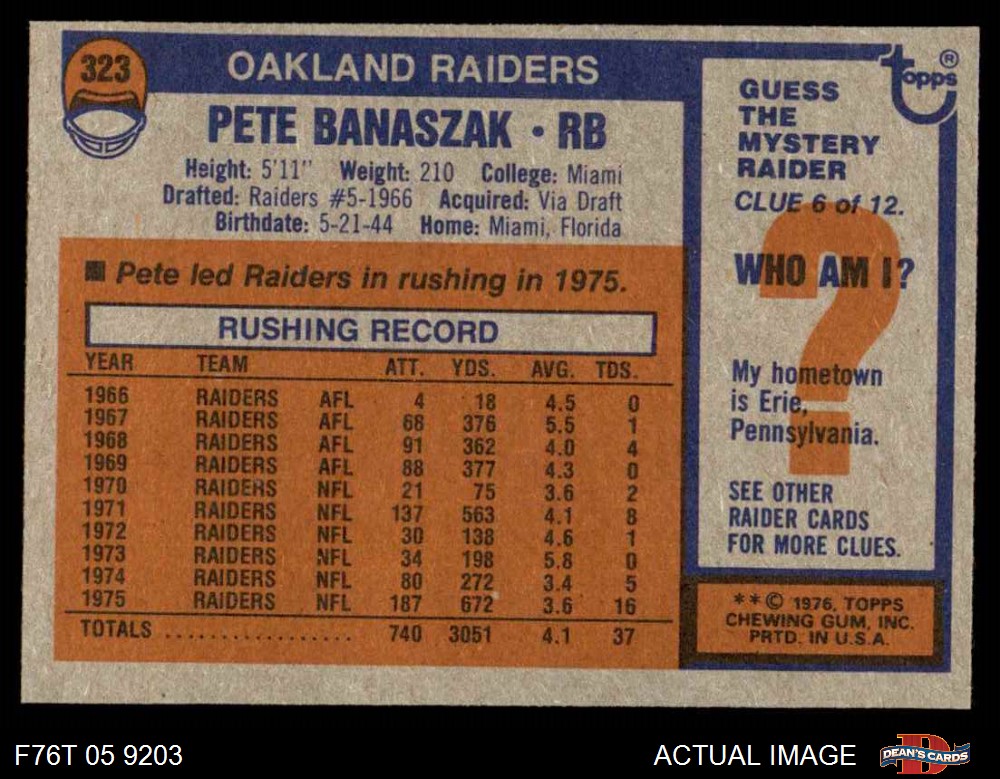 323
OAKLAND RAIDERS
PETE BANASZAK • RB
Height: 5'11" Weight: 210 College: Miami
Drafted: Raiders #5-1966 Acquired: Via Draft
Birthdate: 5-21-44 Home: Miami, Florida
■ Pete led Raiders in rushing in 1975.
RUSHING RECORD
YEAR TEAM ATT. YDS. AVG. TDS.
1966 RAIDERS AFL 4 18 4.5 0
1967 RAIDERS AFL 68 376 5.5 1
1968 RAIDERS AFL 91 362 4.0 4
1969 RAIDERS AFL 88 377 4.3 0
1970 RAIDERS NFL 21 75 3.6 2
1971 RAIDERS NFL 137 563 4.1 8
1972 RAIDERS NFL 30 138 4.6 1
1973 RAIDERS NFL 34 198 5.8 0
1974 RAIDERS NFL 80 272 3.4 5
1975 RAIDERS NFL 187 672 3.6 16
TOTALS .................. 740 3051 4.1 37
topps ®
GUESS
THE
MYSTERY
RAIDER
CLUE 6 of 12.
WHO AM I?
?
My hometown
is Erie,
Pennsylvania.
SEE OTHER
RAIDER CARDS
FOR MORE CLUES.
**© 1976, TOPPS
CHEWING GUM, INC.
PRTD. IN U.S.A.
F76T 05 9203
ACTUAL IMAGE
D
DEAN'S CARDS